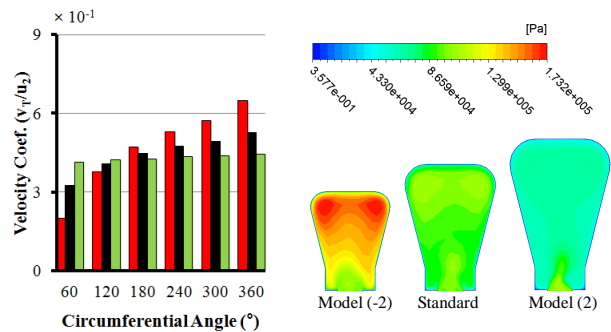 × 10⁻¹
9
6
3
0
Velocity Coef. (v_T/u₂)
60 120 180 240 300 360
Circumferential Angle (°)
[Pa]
3.577e-001 4.330e+004 8.659e+004 1.299e+005 1.732e+005
Model (-2) Standard Model (2)